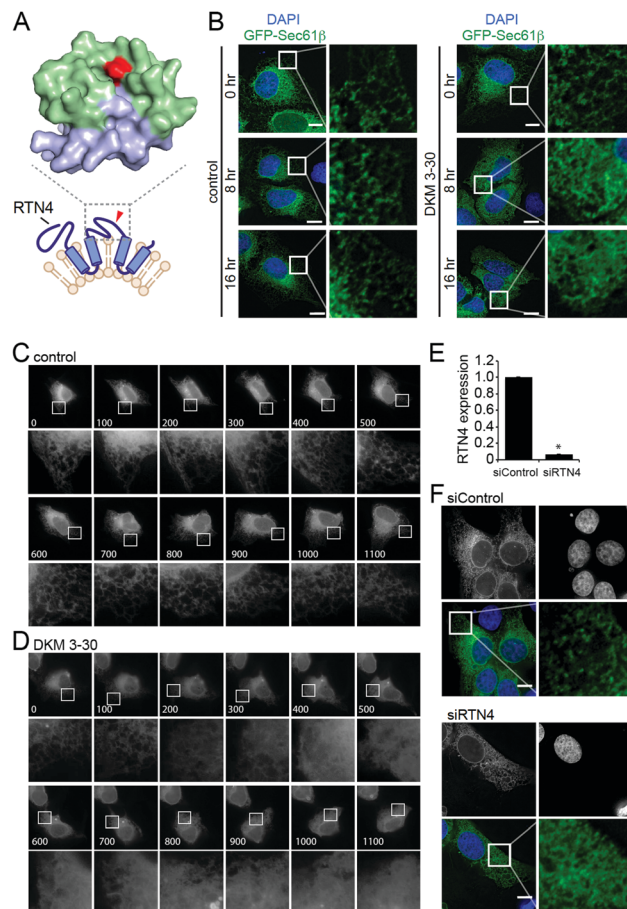 A
RTN4
B
DAPI
GFP-Sec61β
control
0 hr
8 hr
16 hr
DAPI
GFP-Sec61β
DKM 3-30
0 hr
8 hr
16 hr
C control
0 100 200 300 400 500
600 700 800 900 1000 1100
D DKM 3-30
0 100 200 300 400 500
600 700 800 900 1000 1100
E
RTN4 expression
1.2
1.0
0.8
0.6
0.4
0.2
0
*
siControl siRTN4
F siControl
siRTN4